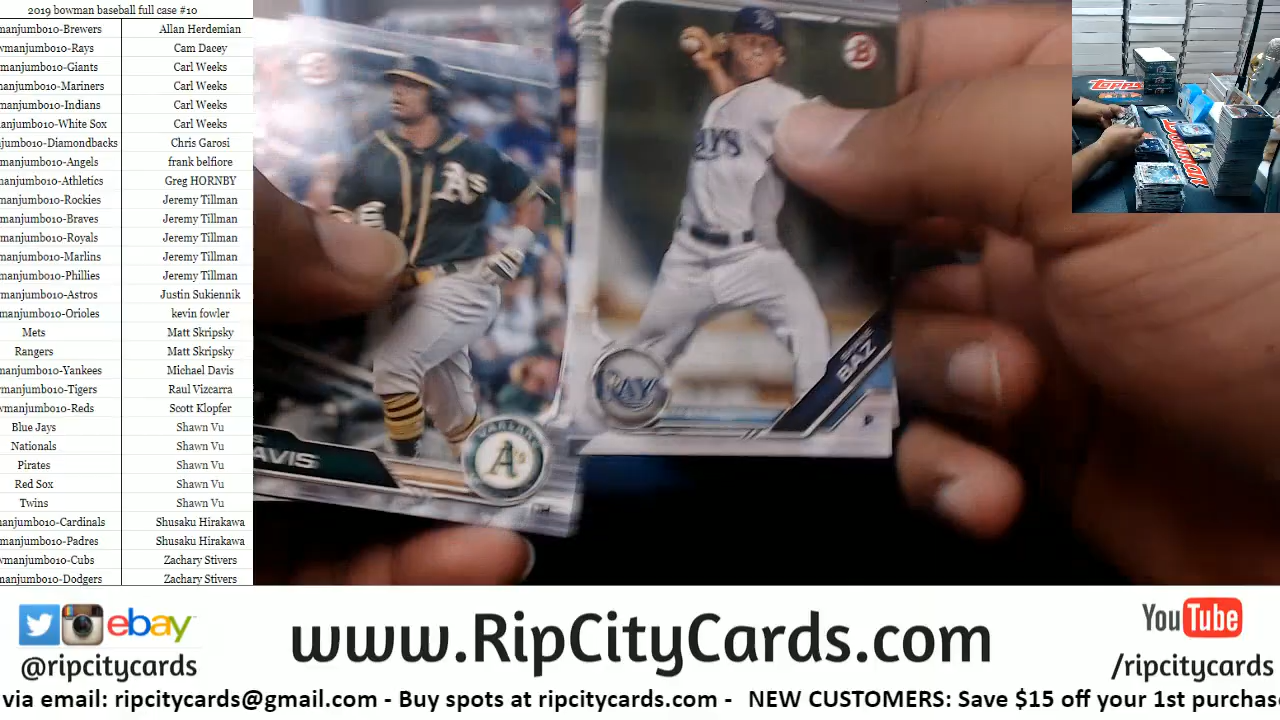 2019 bowman baseball full case #10
manjumbo10-Brewers Allan Herdemian
wmanjumbo10-Rays Cam Dacey
manjumbo10-Giants Carl Weeks
manjumbo10-Mariners Carl Weeks
manjumbo10-Indians Carl Weeks
manjumbo10-White Sox Carl Weeks
njumbo10-Diamondbacks Chris Garosi
manjumbo10-Angels frank belfiore
manjumbo10-Athletics Greg HORNBY
manjumbo10-Rockies Jeremy Tillman
manjumbo10-Braves Jeremy Tillman
manjumbo10-Royals Jeremy Tillman
manjumbo10-Marlins Jeremy Tillman
manjumbo10-Phillies Jeremy Tillman
manjumbo10-Astros Justin Sukiennik
manjumbo10-Orioles kevin fowler
Mets Matt Skripsky
Rangers Matt Skripsky
manjumbo10-Yankees Michael Davis
manjumbo10-Tigers Raul Vizcarra
wmanjumbo10-Reds Scott Klopfer
Blue Jays Shawn Vu
Nationals Shawn Vu
Pirates Shawn Vu
Red Sox Shawn Vu
Twins Shawn Vu
manjumbo10-Cardinals Shusaku Hirakawa
manjumbo10-Padres Shusaku Hirakawa
wmanjumbo10-Cubs Zachary Stivers
manjumbo10-Dodgers Zachary Stivers
A's
AVIS
A's
RAYS
BAZ
P
Topps
BOWMAN
ebay
@ripcitycards
www.RipCityCards.com
YouTube
/ripcitycards
via email: ripcitycards@gmail.com - Buy spots at ripcitycards.com - NEW CUSTOMERS: Save $15 off your 1st purchas